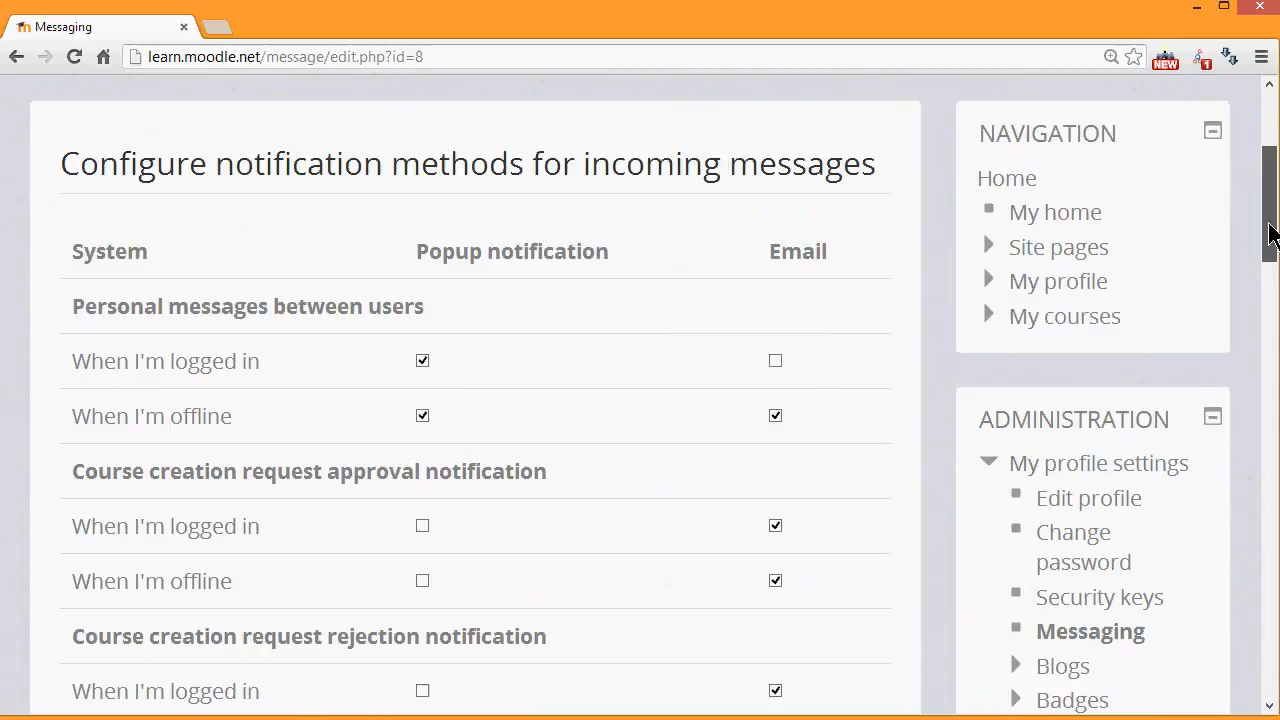 Messaging
learn.moodle.net/message/edit.php?id=8
NEW
1
Configure notification methods for incoming messages
System Popup notification Email
Personal messages between users
When I'm logged in
When I'm offline
Course creation request approval notification
When I'm logged in
When I'm offline
Course creation request rejection notification
When I'm logged in
NAVIGATION
Home
My home
Site pages
My profile
My courses
ADMINISTRATION
My profile settings
Edit profile
Change
password
Security keys
Messaging
Blogs
Badges